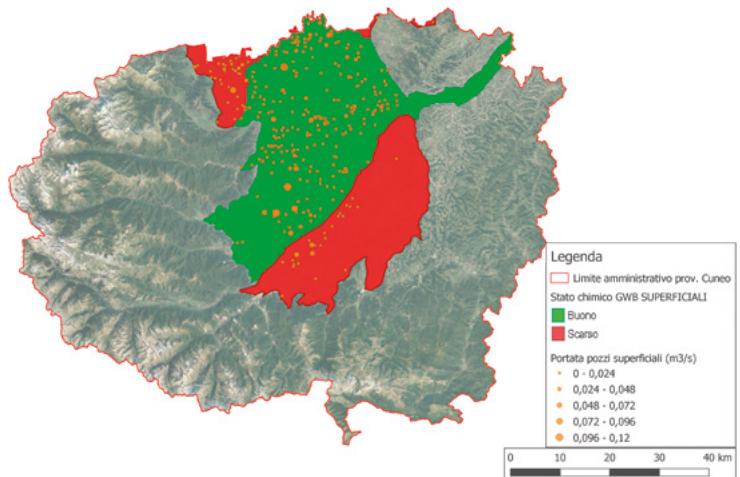 Legenda
Limite amministrativo prov. Cuneo
Stato chimico GWB SUPERFICIALI
Buono
Scarso
Portata pozzi superficiali (m3/s)
0 - 0,024
0,024 - 0,048
0,048 - 0,072
0,072 - 0,096
0,096 - 0,12
0 10 20 30 40 km